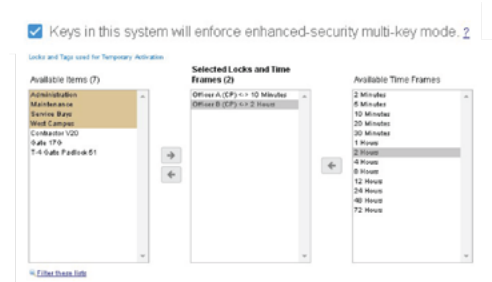 Keys in this system will enforce enhanced-security multi-key mode. ?
Locks and Tags used for Temporary Activation
Available Items (7)
Administration
Maintenance
Service Bays
West Campus
Contractor V20
Gate 179
T-4 Gate Padlock 51
Selected Locks and Time
Frames (2)
Officer A (CP) <-> 10 Minutes
Officer B (CP) <-> 2 Hours
Available Time Frames
2 Minutes
5 Minutes
10 Minutes
20 Minutes
30 Minutes
1 Hours
2 Hours
4 Hours
8 Hours
12 Hours
24 Hours
48 Hours
72 Hours
Filter these lists